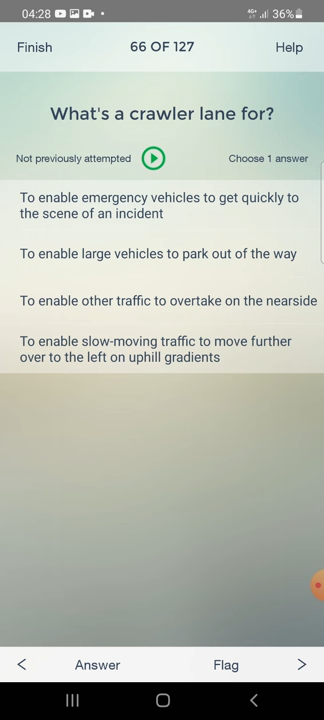 04:28
4G+ 36%
Finish 66 OF 127 Help
What's a crawler lane for?
Not previously attempted Choose 1 answer
To enable emergency vehicles to get quickly to
the scene of an incident
To enable large vehicles to park out of the way
To enable other traffic to overtake on the nearside
To enable slow-moving traffic to move further
over to the left on uphill gradients
Answer Flag